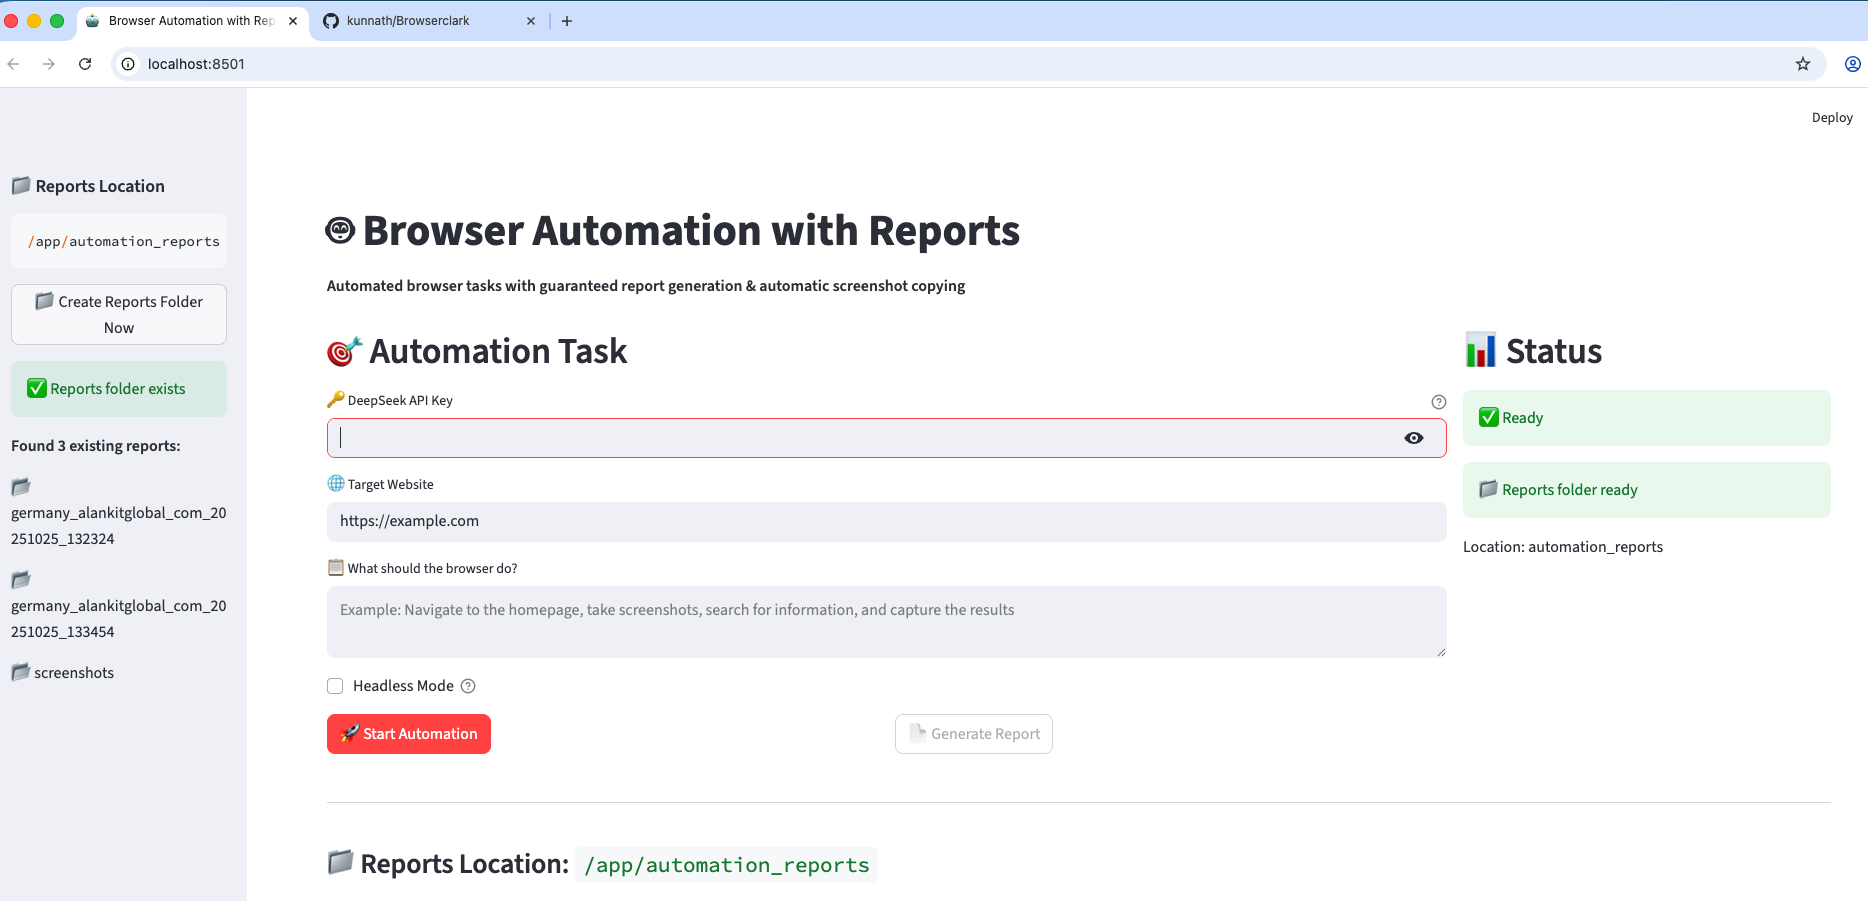 Browser Automation with Rep
kunnath/Browserclark
localhost:8501
Deploy
Reports Location
/app/automation_reports
Create Reports Folder
Now
Reports folder exists
Found 3 existing reports:
germany_alankitglobal_com_20
251025_132324
germany_alankitglobal_com_20
251025_133454
screenshots
Browser Automation with Reports
Automated browser tasks with guaranteed report generation & automatic screenshot copying
Automation Task
DeepSeek API Key
Target Website
https://example.com
What should the browser do?
Example: Navigate to the homepage, take screenshots, search for information, and capture the results
Headless Mode
Start Automation
Generate Report
Status
Ready
Reports folder ready
Location: automation_reports
Reports Location: /app/automation_reports